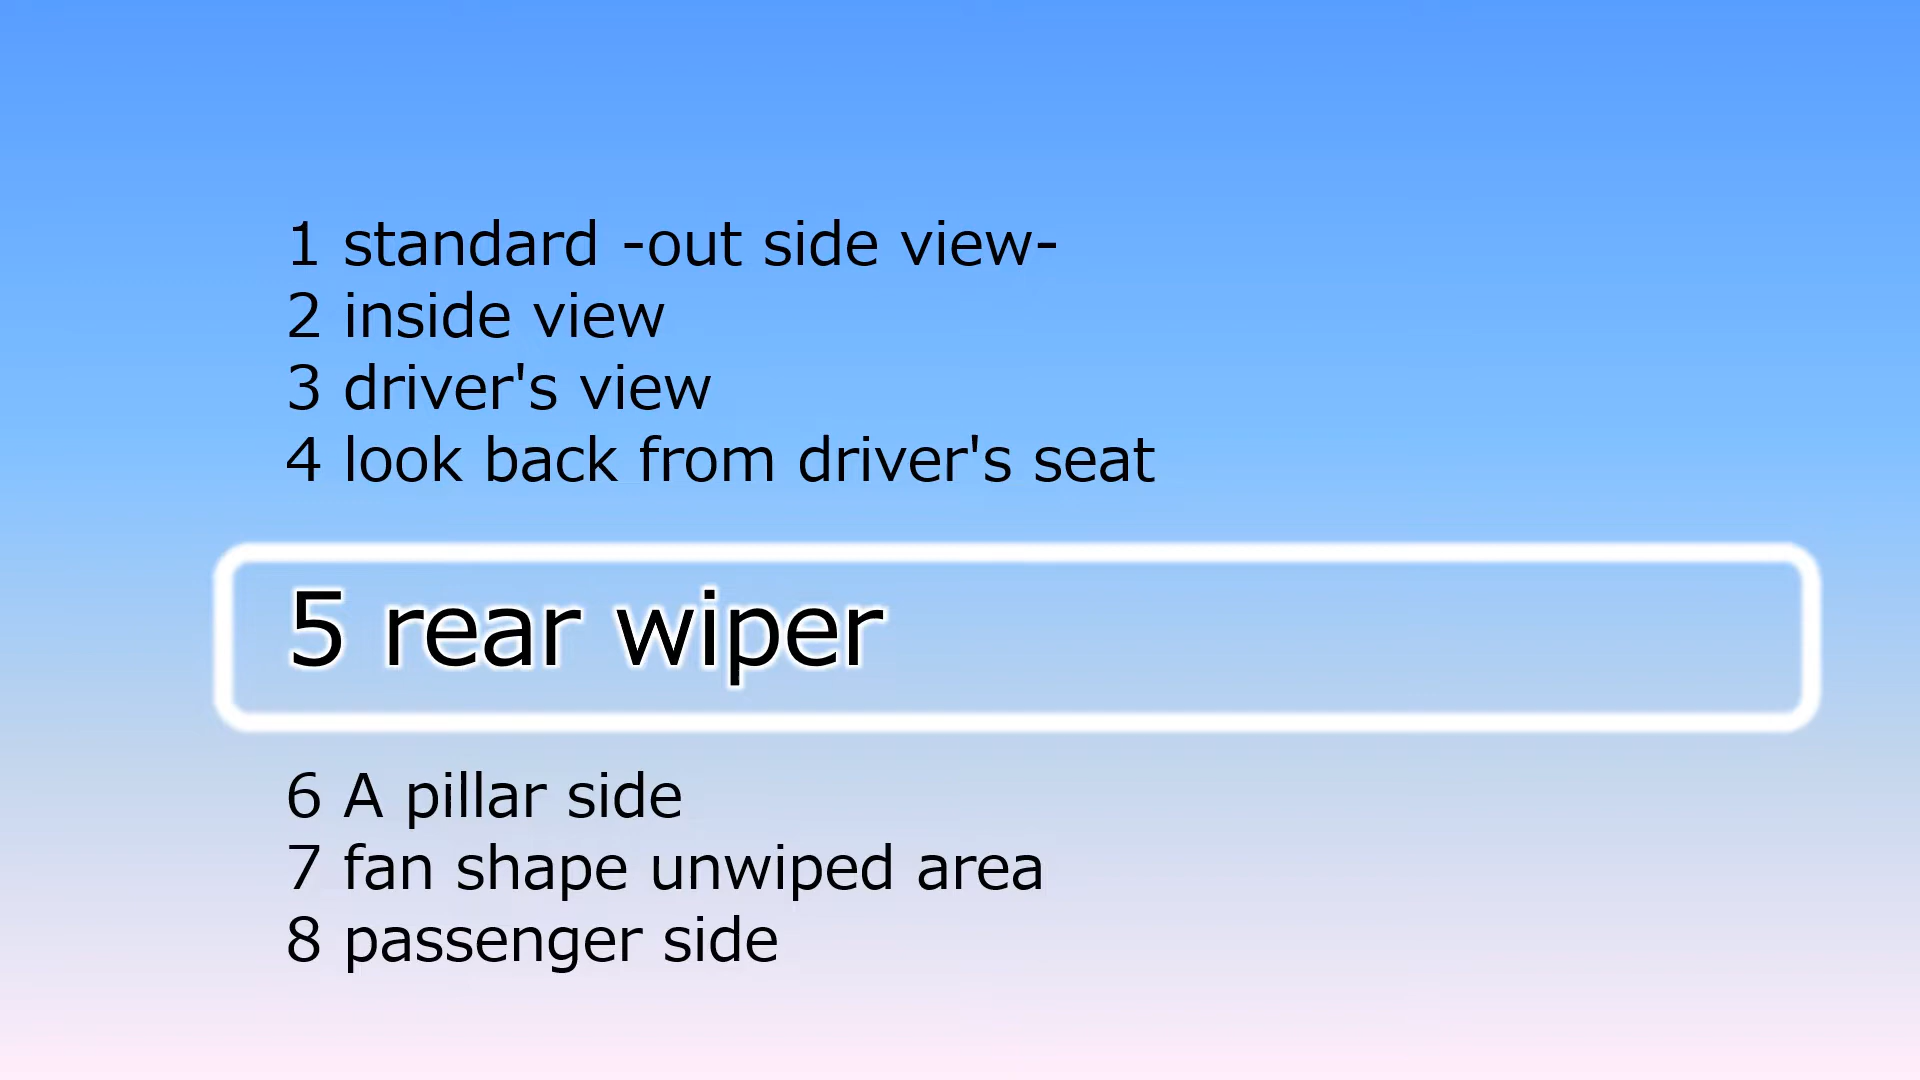 1 standard -out side view-
2 inside view
3 driver's view
4 look back from driver's seat
5 rear wiper
6 A pillar side
7 fan shape unwiped area
8 passenger side